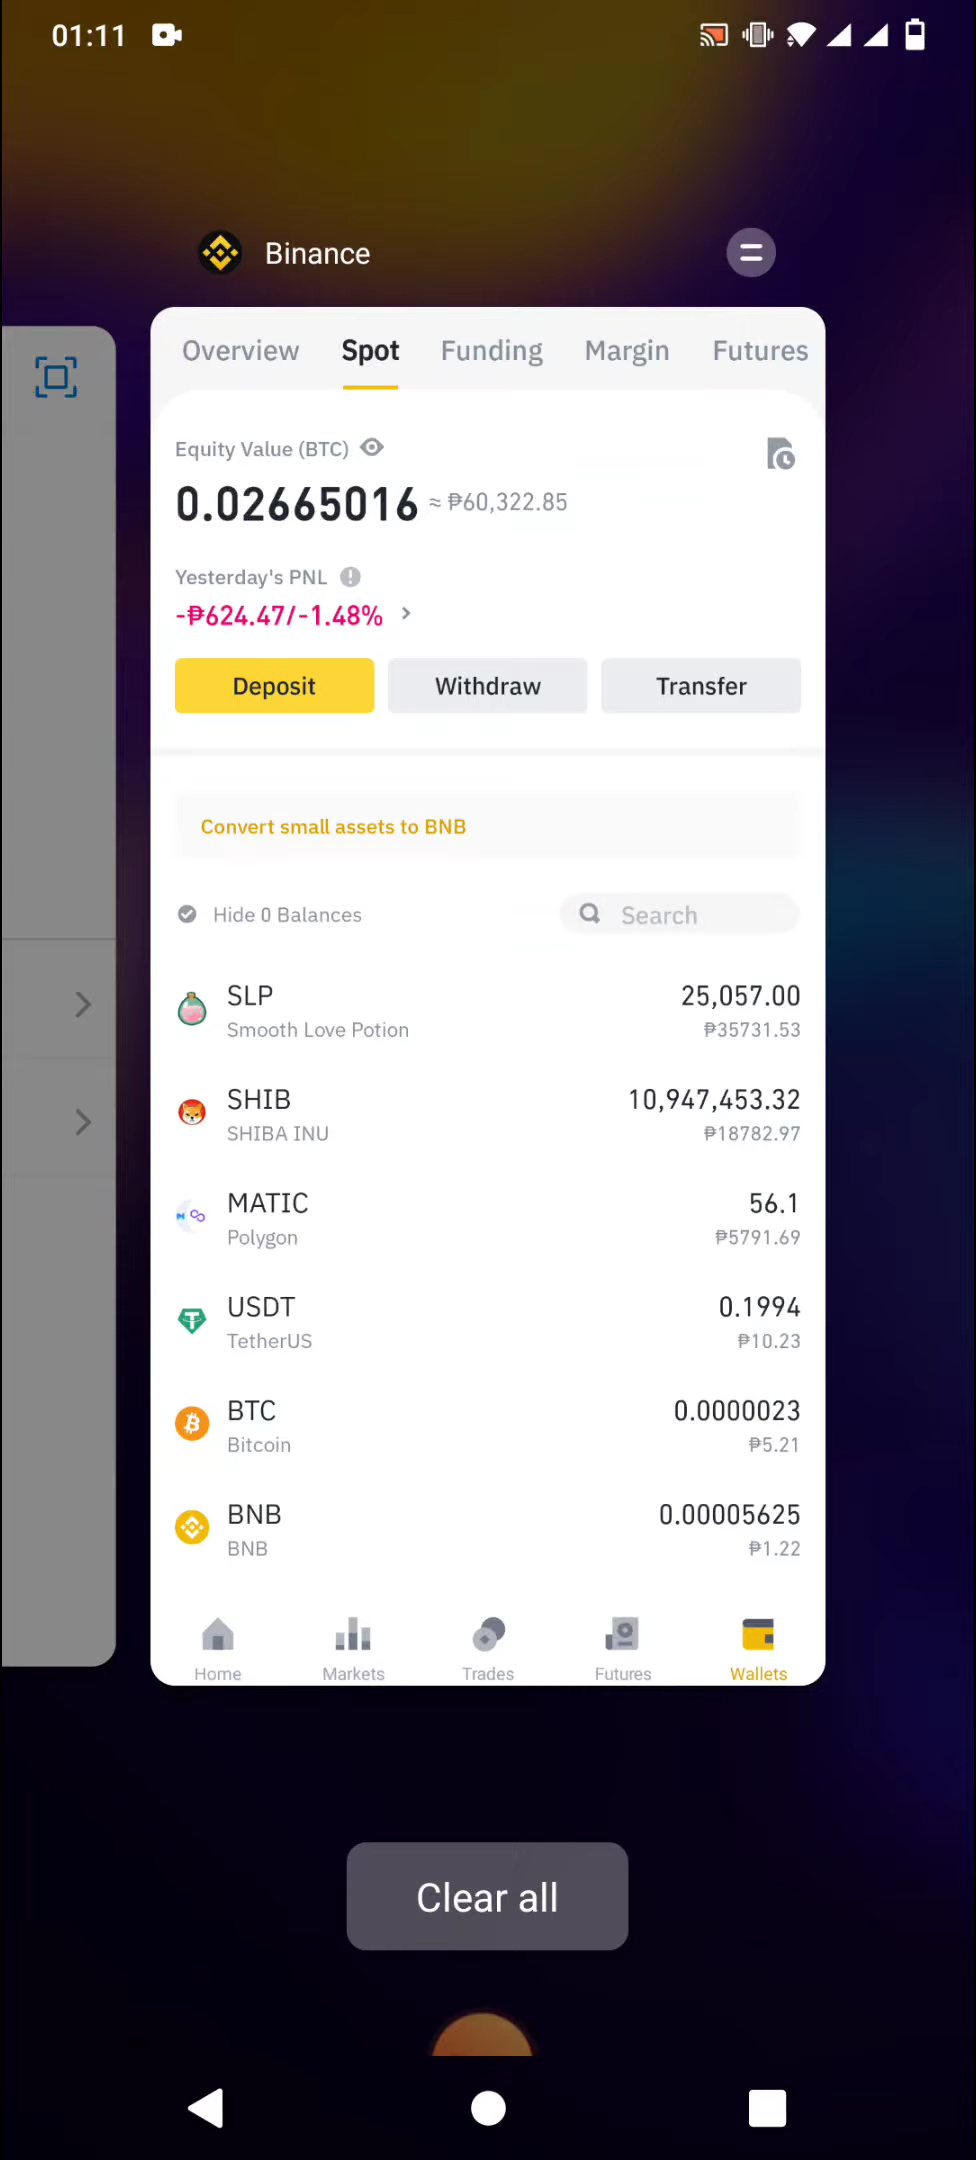 01:11
Binance
Overview Spot Funding Margin Futures
Equity Value (BTC)
0.02665016 ≈ ₱60,322.85
Yesterday's PNL
-₱624.47/-1.48%
Deposit Withdraw Transfer
Convert small assets to BNB
Hide 0 Balances Search
SLP 25,057.00
Smooth Love Potion ₱35731.53
SHIB 10,947,453.32
SHIBA INU ₱18782.97
MATIC 56.1
Polygon ₱5791.69
USDT 0.1994
TetherUS ₱10.23
BTC 0.0000023
Bitcoin ₱5.21
BNB 0.00005625
BNB ₱1.22
Home Markets Trades Futures Wallets
Clear all